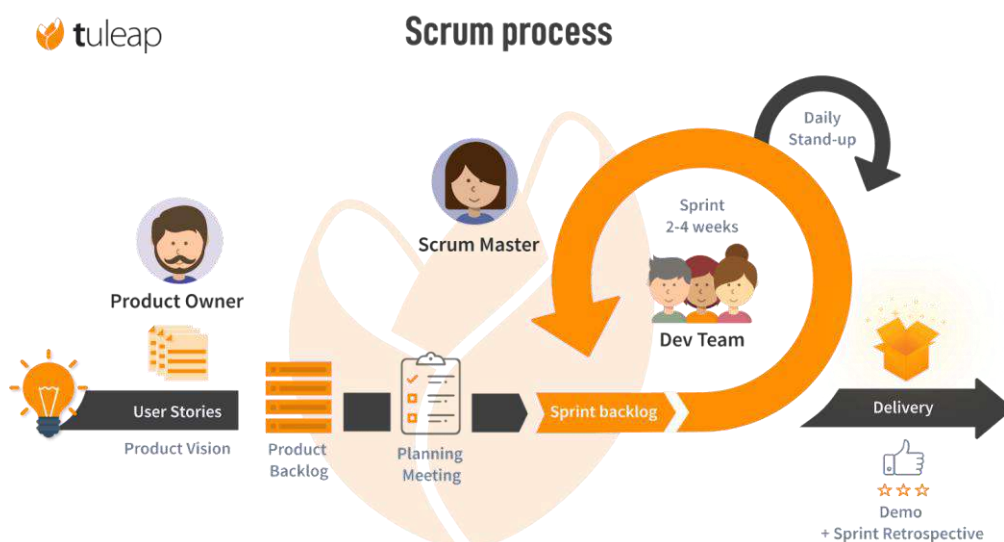 tuleap
Scrum process
Daily
Stand-up
Sprint
2-4 weeks
Scrum Master
Product Owner
Dev Team
User Stories
Sprint backlog
Delivery
Product Vision
Product
Backlog
Planning
Meeting
Demo
+ Sprint Retrospective